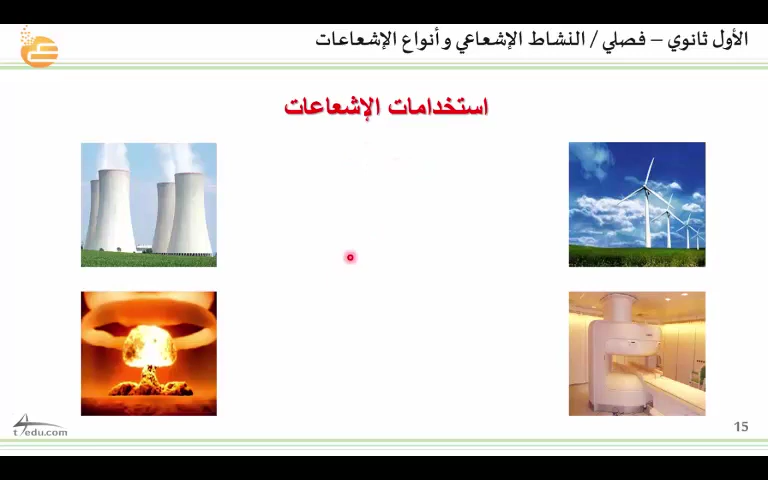 الأول ثانوي – فصلي / النشاط الإشعاعي وأنواع الإشعاعات
استخدامات الإشعاعات
t4edu.com
15